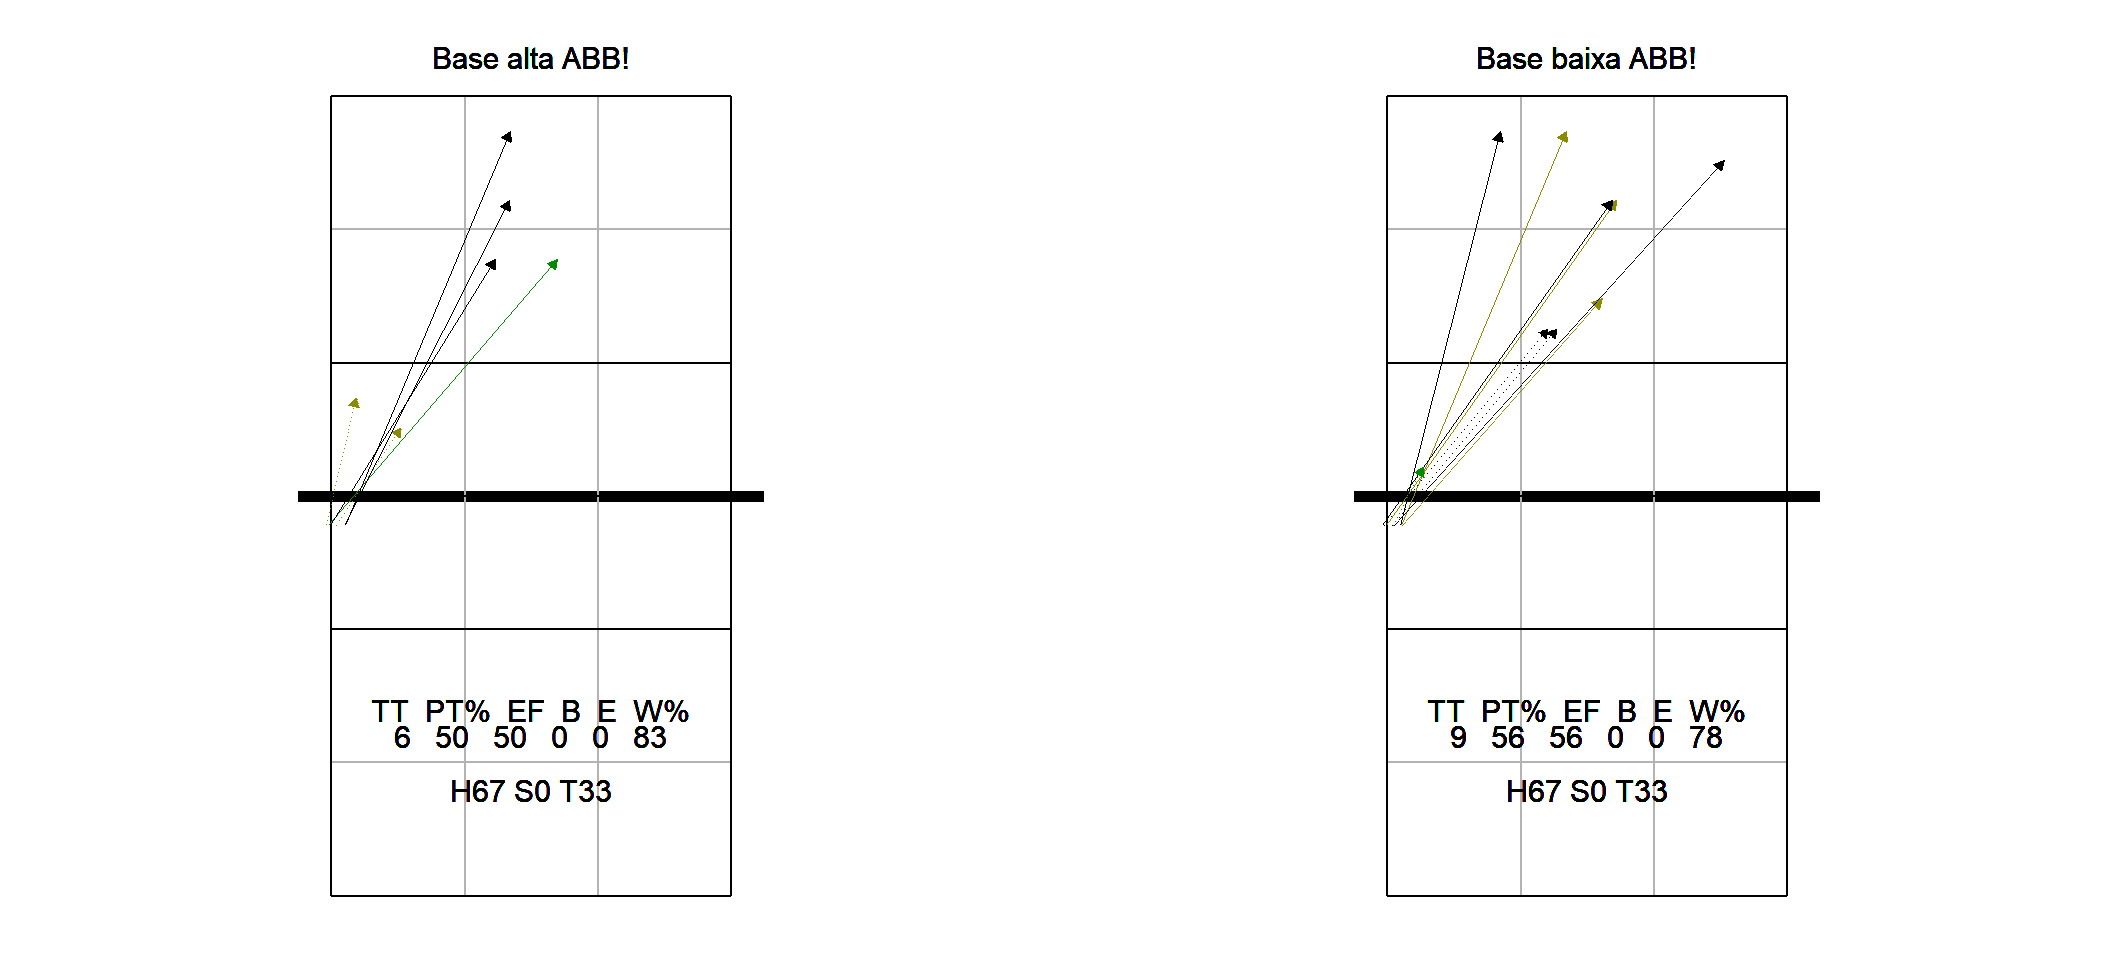 Base alta ABB!
TT PT% EF B E W%
6 50 50 0 0 83
H67 S0 T33
Base baixa ABB!
TT PT% EF B E W%
9 56 56 0 0 78
H67 S0 T33